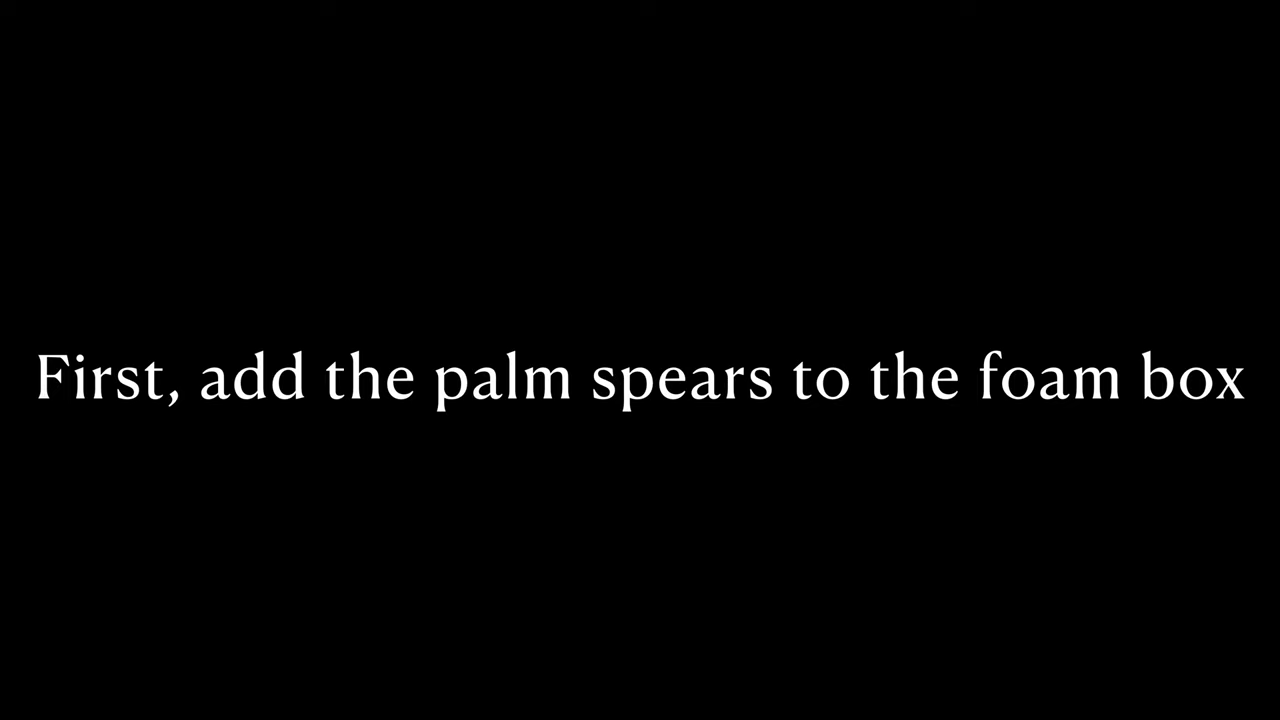 First, add the palm spears to the foam box